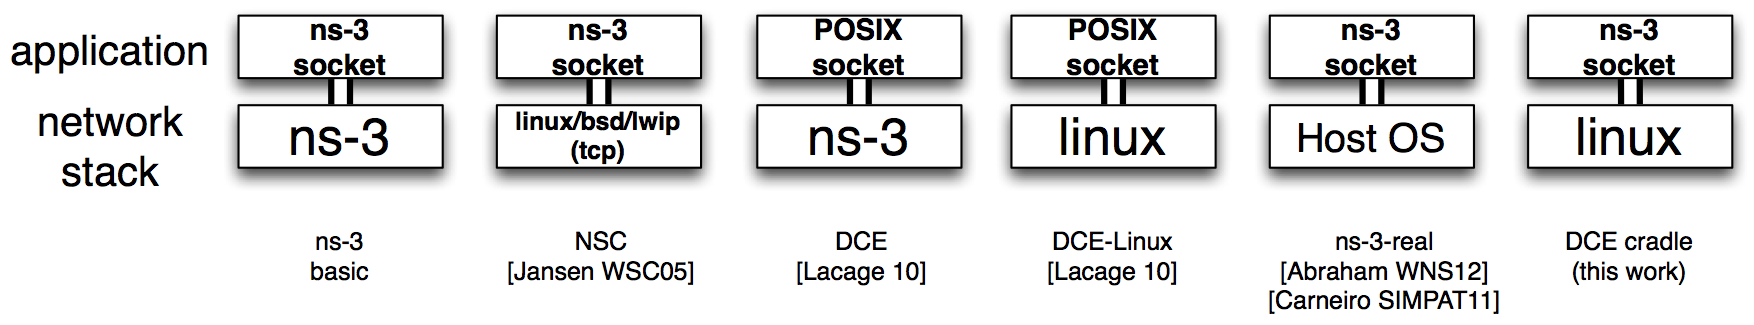 application
ns-3
socket
ns-3
socket
POSIX
socket
POSIX
socket
ns-3
socket
ns-3
socket
network
stack
ns-3
linux/bsd/lwip
(tcp)
ns-3
linux
Host OS
linux
ns-3
basic
NSC
[Jansen WSC05]
DCE
[Lacage 10]
DCE-Linux
[Lacage 10]
ns-3-real
[Abraham WNS12]
[Carneiro SIMPAT11]
DCE cradle
(this work)